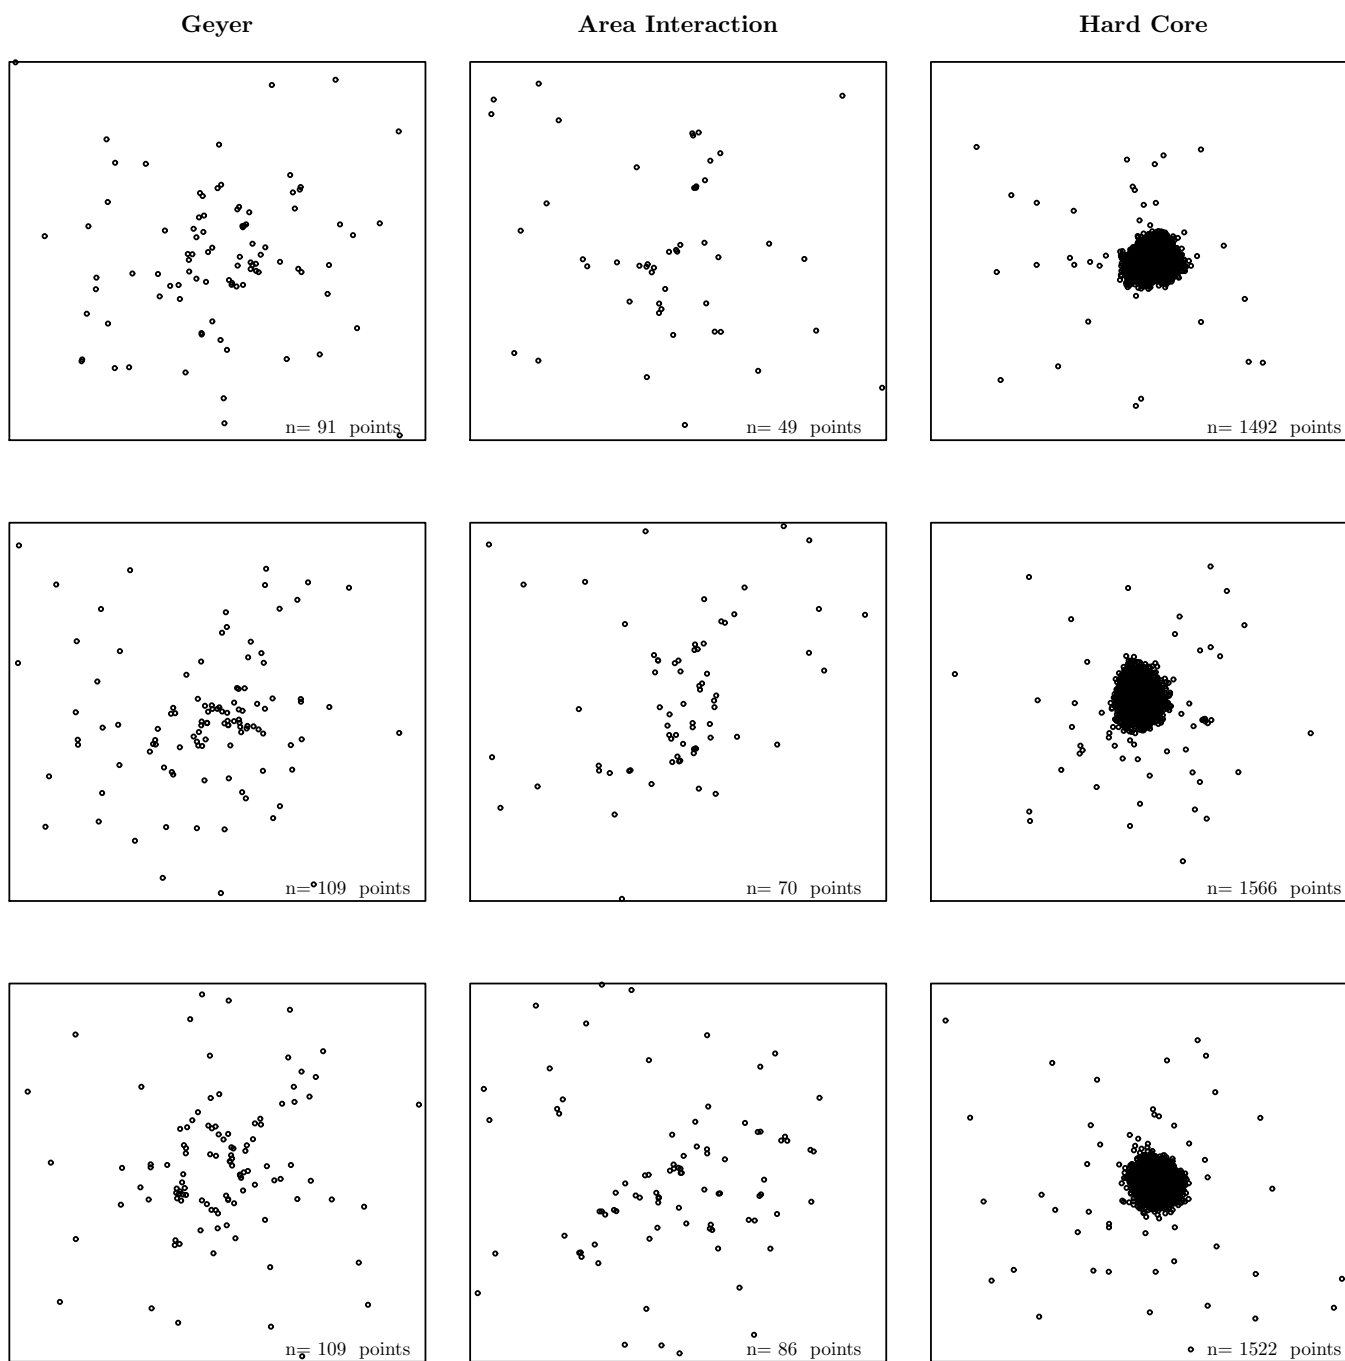 Geyer Area Interaction Hard Core
n= 91 points n= 49 points n= 1492 points
n= 109 points n= 70 points n= 1566 points
n= 109 points n= 86 points n= 1522 points